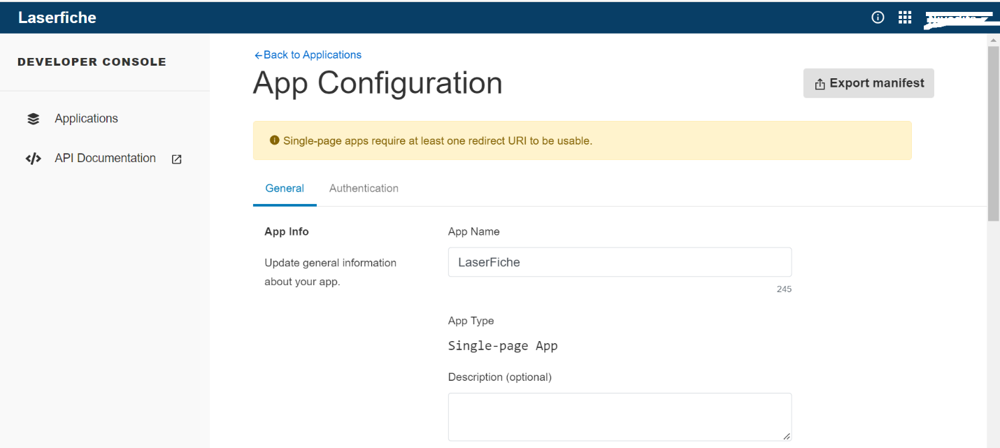 Laserfiche
DEVELOPER CONSOLE
Applications
API Documentation
←Back to Applications
App Configuration
Export manifest
Single-page apps require at least one redirect URI to be usable.
General
Authentication
App Info
Update general information
about your app.
App Name
LaserFiche
245
App Type
Single-page App
Description (optional)